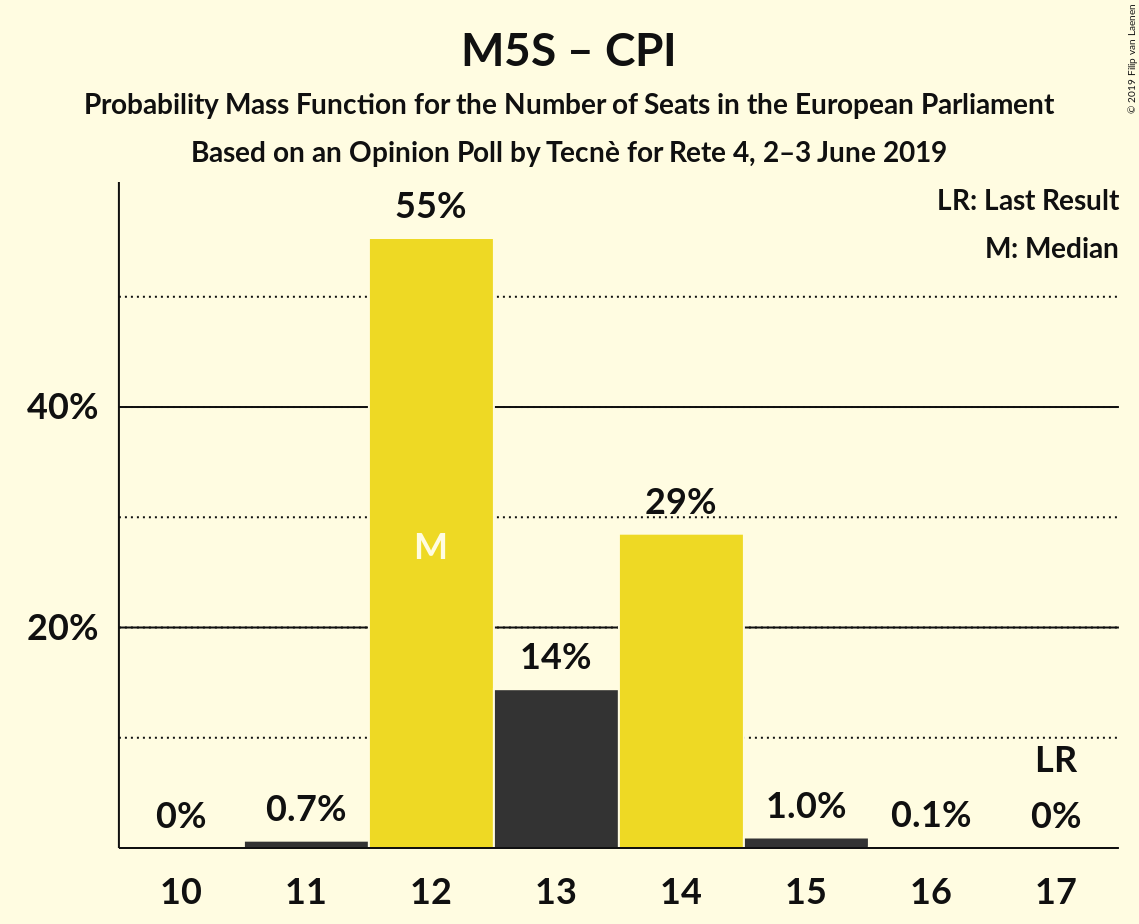 M5S – CPI
Probability Mass Function for the Number of Seats in the European Parliament
Based on an Opinion Poll by Tecnè for Rete 4, 2–3 June 2019
© 2019 Filip van Laenen
LR: Last Result
M: Median
55%
40%
29%
M
20%
14%
LR
0%
0.7%
1.0%
0.1%
0%
10 11 12 13 14 15 16 17